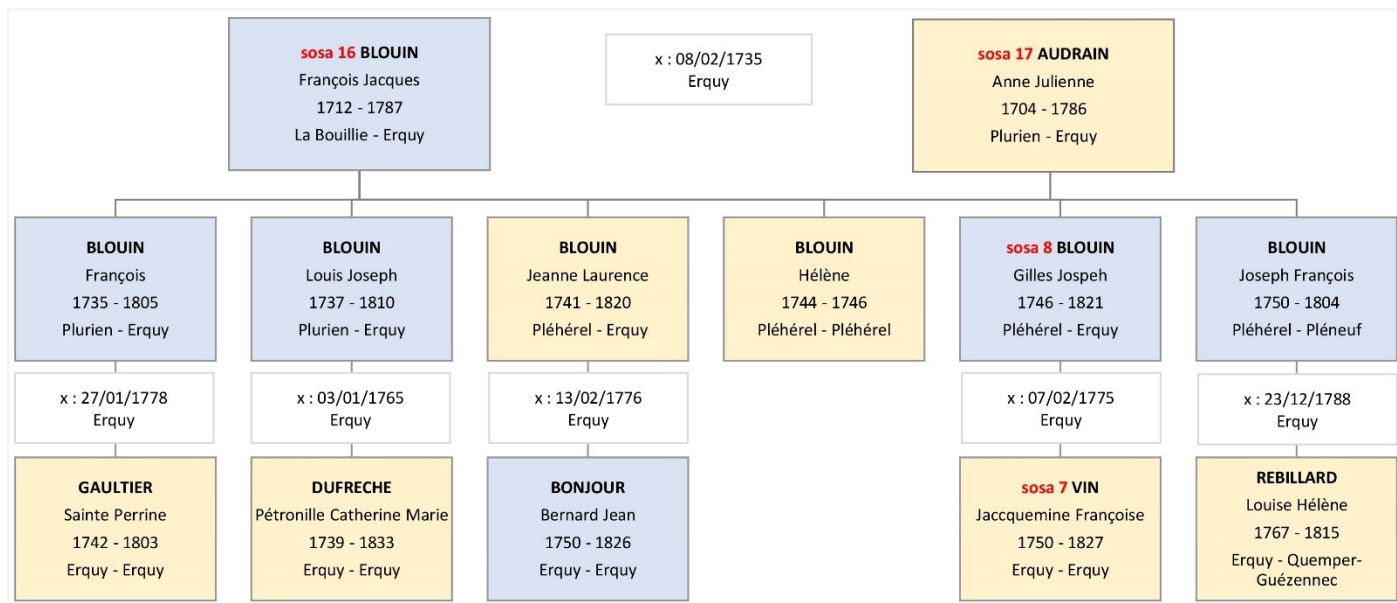 sosa 16 BLOUIN
François Jacques
1712 - 1787
La Bouillie - Erquy
x : 08/02/1735
Erquy
sosa 17 AUDRAIN
Anne Julienne
1704 - 1786
Plurien - Erquy
BLOUIN
François
1735 - 1805
Plurien - Erquy
BLOUIN
Louis Joseph
1737 - 1810
Plurien - Erquy
BLOUIN
Jeanne Laurence
1741 - 1820
Pléhérel - Erquy
BLOUIN
Hélène
1744 - 1746
Pléhérel - Pléhérel
sosa 8 BLOUIN
Gilles Jospeh
1746 - 1821
Pléhérel - Erquy
BLOUIN
Joseph François
1750 - 1804
Pléhérel - Pléneuf
x : 27/01/1778
Erquy
x : 03/01/1765
Erquy
x : 13/02/1776
Erquy
x : 07/02/1775
Erquy
x : 23/12/1788
Erquy
GAULTIER
Sainte Perrine
1742 - 1803
Erquy - Erquy
DUFRECHE
Pétronille Catherine Marie
1739 - 1833
Erquy - Erquy
BONJOUR
Bernard Jean
1750 - 1826
Erquy - Erquy
sosa 7 VIN
Jaccquemine Françoise
1750 - 1827
Erquy - Erquy
REBILLARD
Louise Hélène
1767 - 1815
Erquy - Quemper-
Guézennec